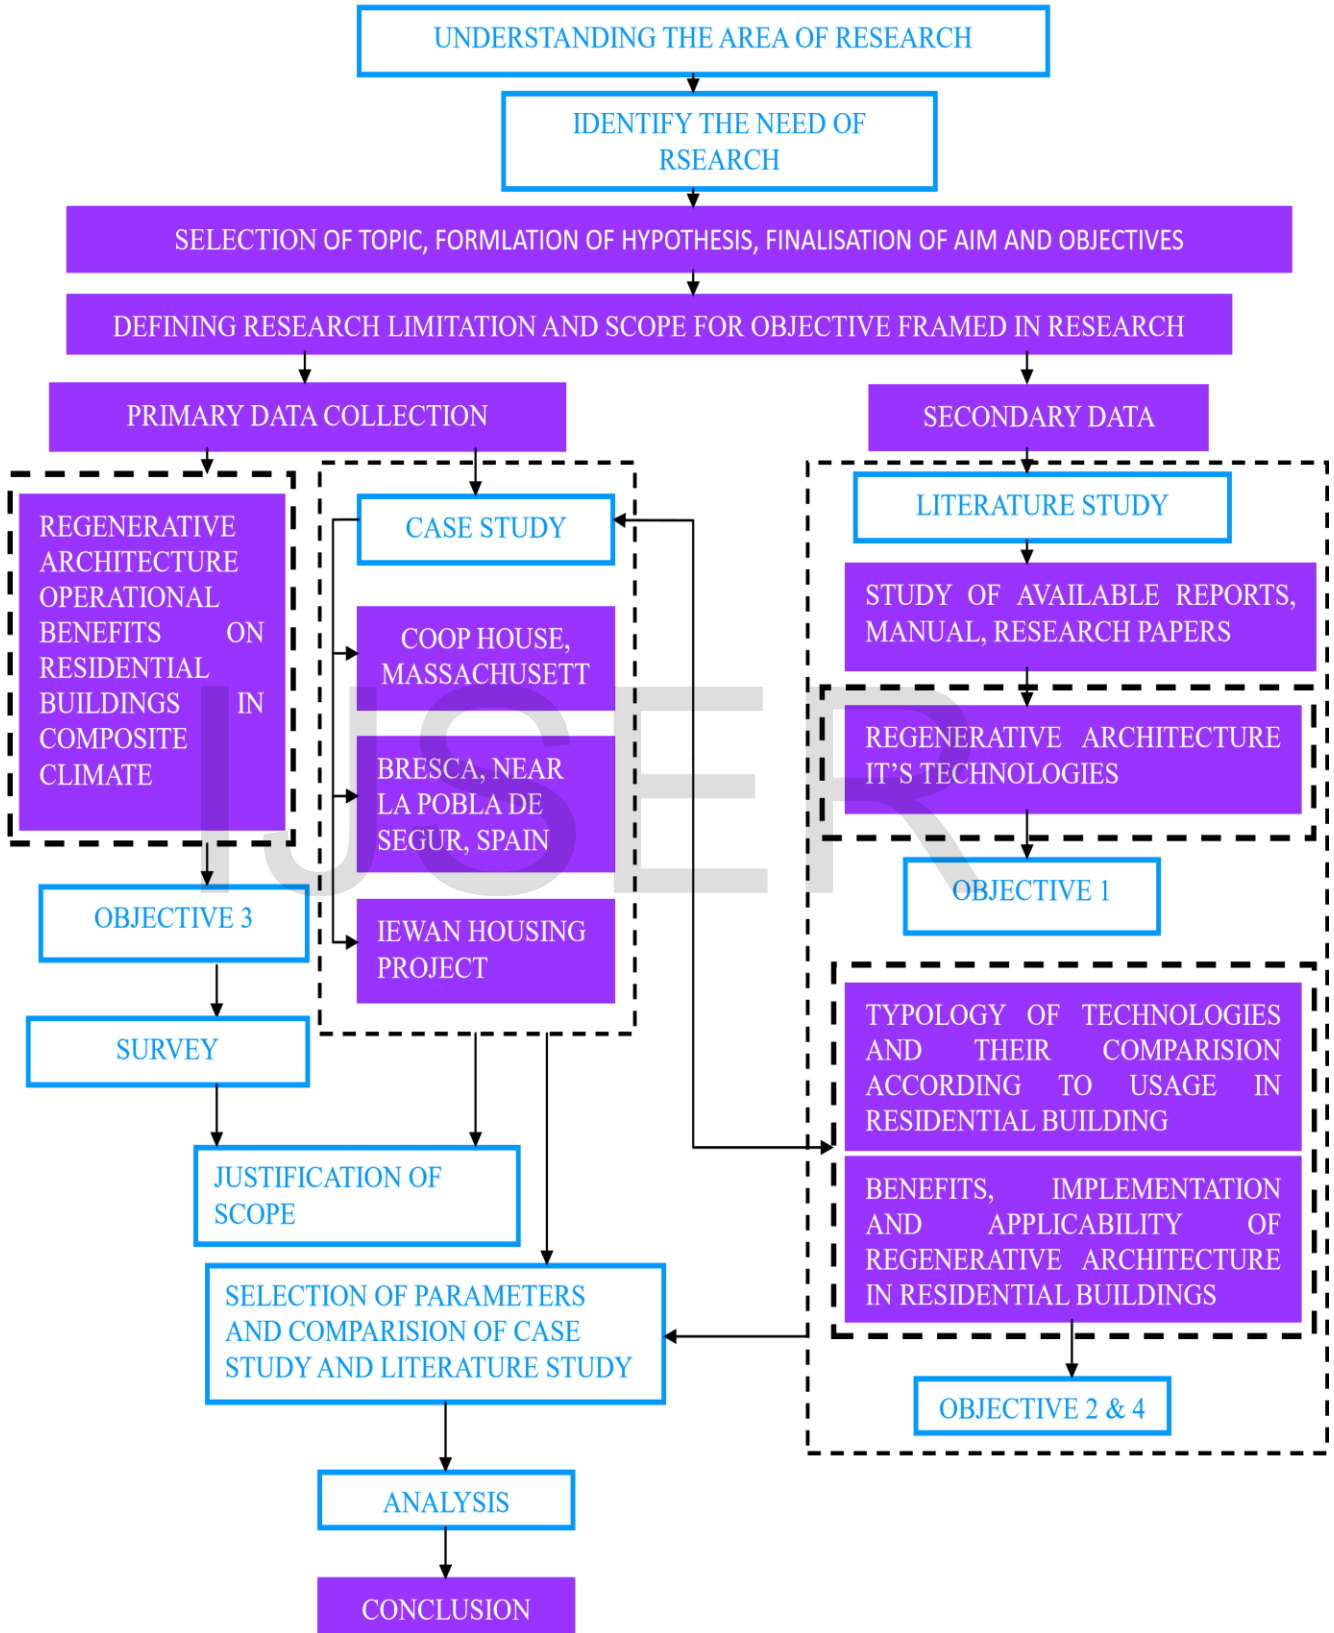 UNDERSTANDING THE AREA OF RESEARCH
IDENTIFY THE NEED OF
RSEARCH
SELECTION OF TOPIC, FORMLATION OF HYPOTHESIS, FINALISATION OF AIM AND OBJECTIVES
DEFINING RESEARCH LIMITATION AND SCOPE FOR OBJECTIVE FRAMED IN RESEARCH
PRIMARY DATA COLLECTION
SECONDARY DATA
REGENERATIVE
ARCHITECTURE
OPERATIONAL
BENEFITS ON
RESIDENTIAL
BUILDINGS IN
COMPOSITE
CLIMATE
OBJECTIVE 3
SURVEY
CASE STUDY
COOP HOUSE,
MASSACHUSETT
BRESCA, NEAR
LA POBLA DE
SEGUR, SPAIN
IEWAN HOUSING
PROJECT
LITERATURE STUDY
STUDY OF AVAILABLE REPORTS,
MANUAL, RESEARCH PAPERS
REGENERATIVE ARCHITECTURE
IT'S TECHNOLOGIES
OBJECTIVE 1
TYPOLOGY OF TECHNOLOGIES
AND THEIR COMPARISION
ACCORDING TO USAGE IN
RESIDENTIAL BUILDING
BENEFITS, IMPLEMENTATION
AND APPLICABILITY OF
REGENERATIVE ARCHITECTURE
IN RESIDENTIAL BUILDINGS
OBJECTIVE 2 & 4
JUSTIFICATION OF
SCOPE
SELECTION OF PARAMETERS
AND COMPARISION OF CASE
STUDY AND LITERATURE STUDY
ANALYSIS
CONCLUSION
IJSER